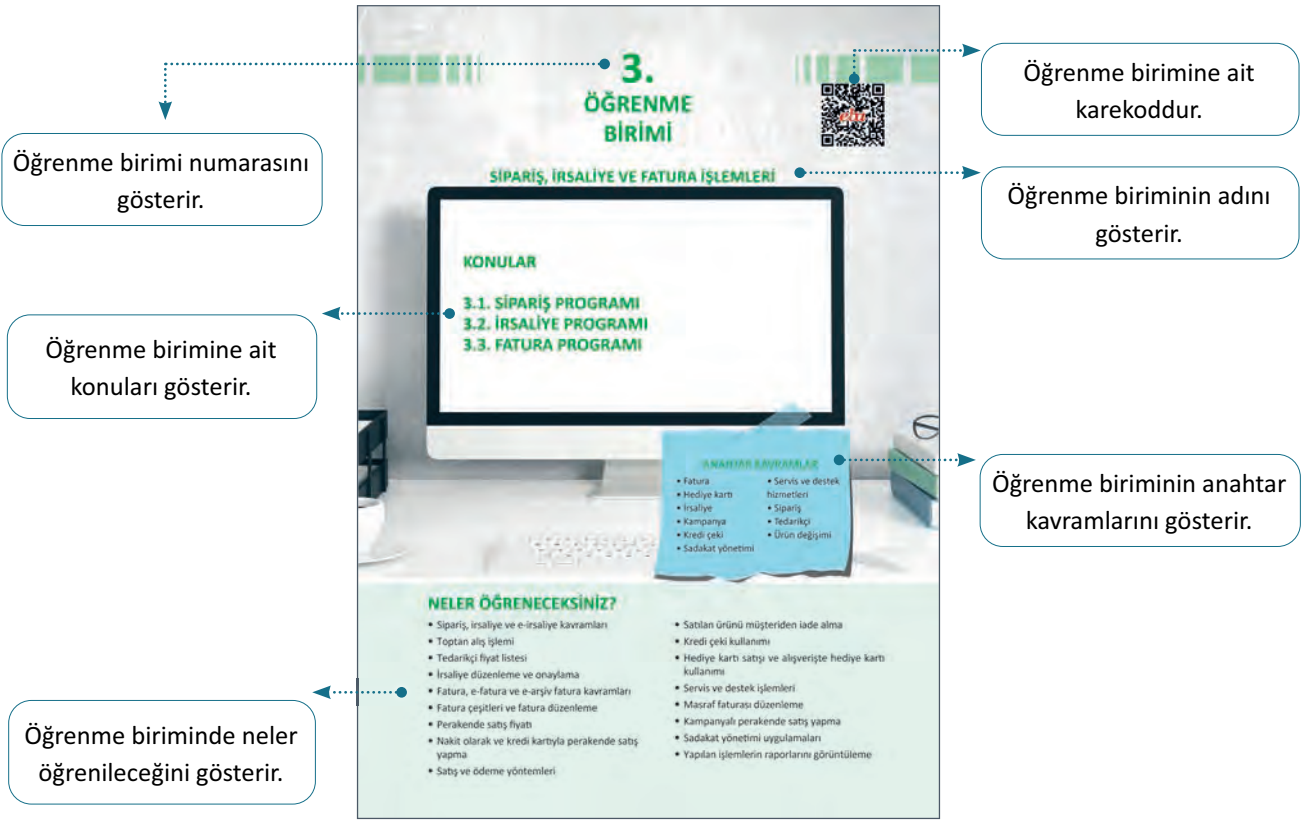 3.
ÖĞRENME
BİRİMİ
Öğrenme birimine ait
karekoddur.
eba
Öğrenme birimi numarasını
gösterir.
SİPARİŞ, İRSALİYE VE FATURA İŞLEMLERİ
Öğrenme biriminin adını
gösterir.
KONULAR
3.1. SİPARİŞ PROGRAMI
3.2. İRSALİYE PROGRAMI
3.3. FATURA PROGRAMI
Öğrenme birimine ait
konuları gösterir.
ANAHTAR KAVRAMLAR
• Fatura
• Hediye kartı
• İrsaliye
• Kampanya
• Kredi çeki
• Sadakat yönetimi
• Servis ve destek
hizmetleri
• Sipariş
• Tedarikçi
• Ürün değişimi
Öğrenme biriminin anahtar
kavramlarını gösterir.
NELER ÖĞRENECEKSİNİZ?
• Sipariş, irsaliye ve e-irsaliye kavramları
• Toptan alış işlemi
• Tedarikçi fiyat listesi
• İrsaliye düzenleme ve onaylama
• Fatura, e-fatura ve e-arşiv fatura kavramları
• Fatura çeşitleri ve fatura düzenleme
• Perakende satış fiyatı
• Nakit olarak ve kredi kartıyla perakende satış
yapma
• Satış ve ödeme yöntemleri
• Satılan ürünü müşteriden iade alma
• Kredi çeki kullanımı
• Hediye kartı satışı ve alışverişte hediye kartı
kullanımı
• Servis ve destek işlemleri
• Masraf faturası düzenleme
• Kampanyalı perakende satış yapma
• Sadakat yönetimi uygulamaları
• Yapılan işlemlerin raporlarını görüntüleme
Öğrenme biriminde neler
öğrenileceğini gösterir.